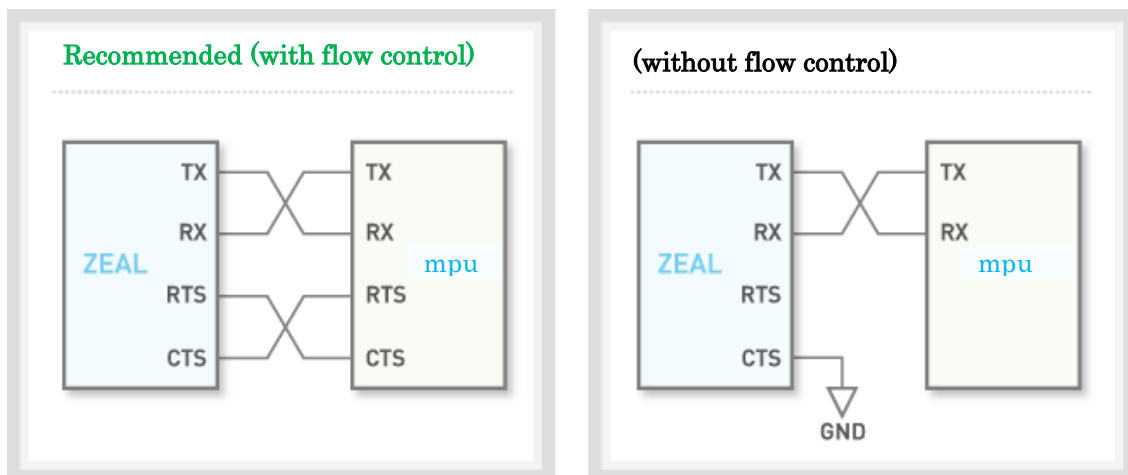 Recommended (with flow control)
TX TX
RX RX
ZEAL mpu
RTS RTS
CTS CTS
(without flow control)
TX TX
RX RX
ZEAL mpu
RTS
CTS
GND